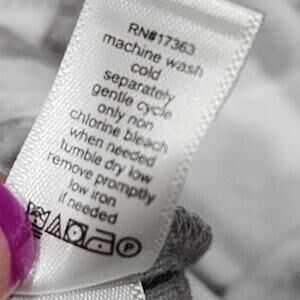 RN#17363
machine wash
cold
separately
gentle cycle
only non
chlorine bleach
when needed
tumble dry low
remove promptly
low iron
if needed
P